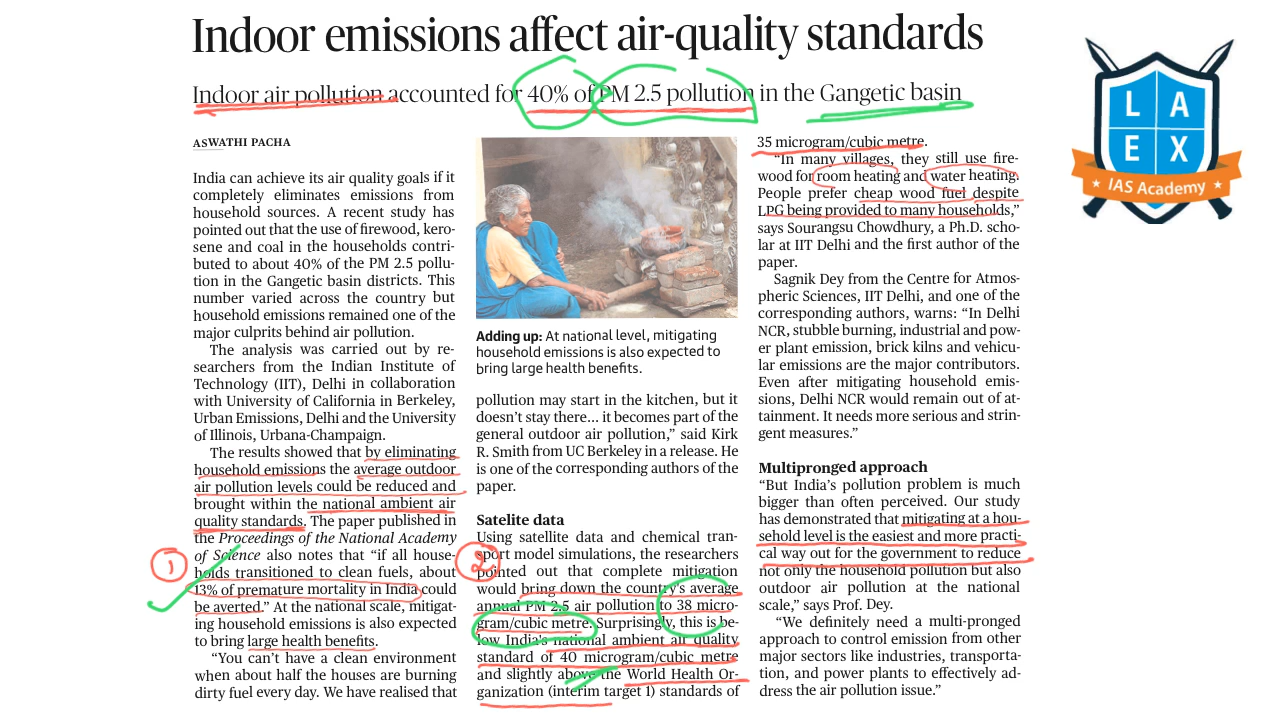 Indoor emissions affect air-quality standards
Indoor air pollution accounted for 40% of PM 2.5 pollution in the Gangetic basin
ASWATHI PACHA
India can achieve its air quality goals if it
completely eliminates emissions from
household sources. A recent study has
pointed out that the use of firewood, kero-
sene and coal in the households contri-
buted to about 40% of the PM 2.5 pollu-
tion in the Gangetic basin districts. This
number varied across the country but
household emissions remained one of the
major culprits behind air pollution.
The analysis was carried out by re-
searchers from the Indian Institute of
Technology (IIT), Delhi in collaboration
with University of California in Berkeley,
Urban Emissions, Delhi and the University
of Illinois, Urbana-Champaign.
The results showed that by eliminating
household emissions the average outdoor
air pollution levels could be reduced and
brought within the national ambient air
quality standards. The paper published in
the Proceedings of the National Academy
of Science also notes that “if all house-
holds transitioned to clean fuels, about
13% of premature mortality in India could
be averted.” At the national scale, mitigat-
ing household emissions is also expected
to bring large health benefits.
“You can’t have a clean environment
when about half the houses are burning
dirty fuel every day. We have realised that
1
Adding up: At national level, mitigating
household emissions is also expected to
bring large health benefits.
pollution may start in the kitchen, but it
doesn’t stay there... it becomes part of the
general outdoor air pollution,” said Kirk
R. Smith from UC Berkeley in a release. He
is one of the corresponding authors of the
paper.
Satelite data
Using satellite data and chemical tran-
sport model simulations, the researchers
pointed out that complete mitigation
would bring down the country’s average
annual PM 2.5 air pollution to 38 micro-
gram/cubic metre. Surprisingly, this is be-
low India’s national ambient air quality
standard of 40 microgram/cubic metre
and slightly above the World Health Or-
ganization (interim target 1) standards of
2
35 microgram/cubic metre.
“In many villages, they still use fire-
wood for room heating and water heating.
People prefer cheap wood fuel despite
LPG being provided to many households,”
says Sourangsu Chowdhury, a Ph.D. scho-
lar at IIT Delhi and the first author of the
paper.
Sagnik Dey from the Centre for Atmos-
pheric Sciences, IIT Delhi, and one of the
corresponding authors, warns: “In Delhi
NCR, stubble burning, industrial and pow-
er plant emission, brick kilns and vehicu-
lar emissions are the major contributors.
Even after mitigating household emis-
sions, Delhi NCR would remain out of at-
tainment. It needs more serious and strin-
gent measures.”
Multipronged approach
“But India’s pollution problem is much
bigger than often perceived. Our study
has demonstrated that mitigating at a hou-
sehold level is the easiest and more practi-
cal way out for the government to reduce
not only the household pollution but also
outdoor air pollution at the national
scale,” says Prof. Dey.
“We definitely need a multi-pronged
approach to control emission from other
major sectors like industries, transporta-
tion, and power plants to effectively ad-
dress the air pollution issue.”
L A
E X
IAS Academy